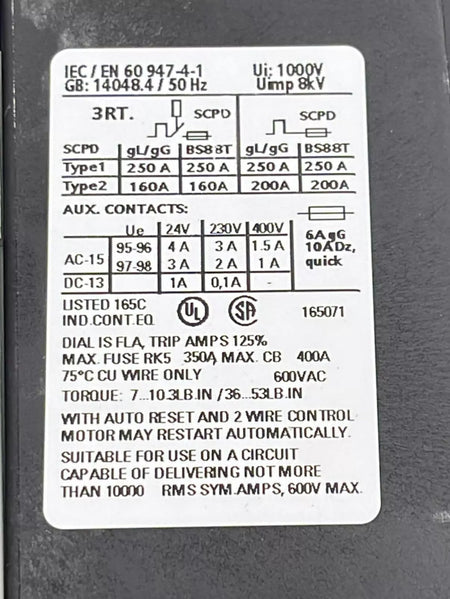 IEC / EN 60 947-4-1 Ui: 1000V
GB: 14048.4 / 50 Hz Uimp 8kV
3RT. SCPD SCPD
SCPD gL/gG BS88T gL/gG BS88T
Type1 250 A 250 A 250 A 250 A
Type2 160A 160A 200A 200A
AUX. CONTACTS:
Ue 24V 230V 400V
AC-15 95-96 4 A 3 A 1.5 A
97-98 3 A 2 A 1 A
DC-13 1A 0,1A -
6A gG
10A Dz,
quick
LISTED 165C
IND.CONT.EQ. UL SA 165071
DIAL IS FLA, TRIP AMPS 125%
MAX. FUSE RK5 350A MAX. CB 400A
75°C CU WIRE ONLY 600VAC
TORQUE: 7...10.3LB.IN /36...53LB.IN
WITH AUTO RESET AND 2 WIRE CONTROL
MOTOR MAY RESTART AUTOMATICALLY.
SUITABLE FOR USE ON A CIRCUIT
CAPABLE OF DELIVERING NOT MORE
THAN 10000 RMS SYM.AMPS, 600V MAX.